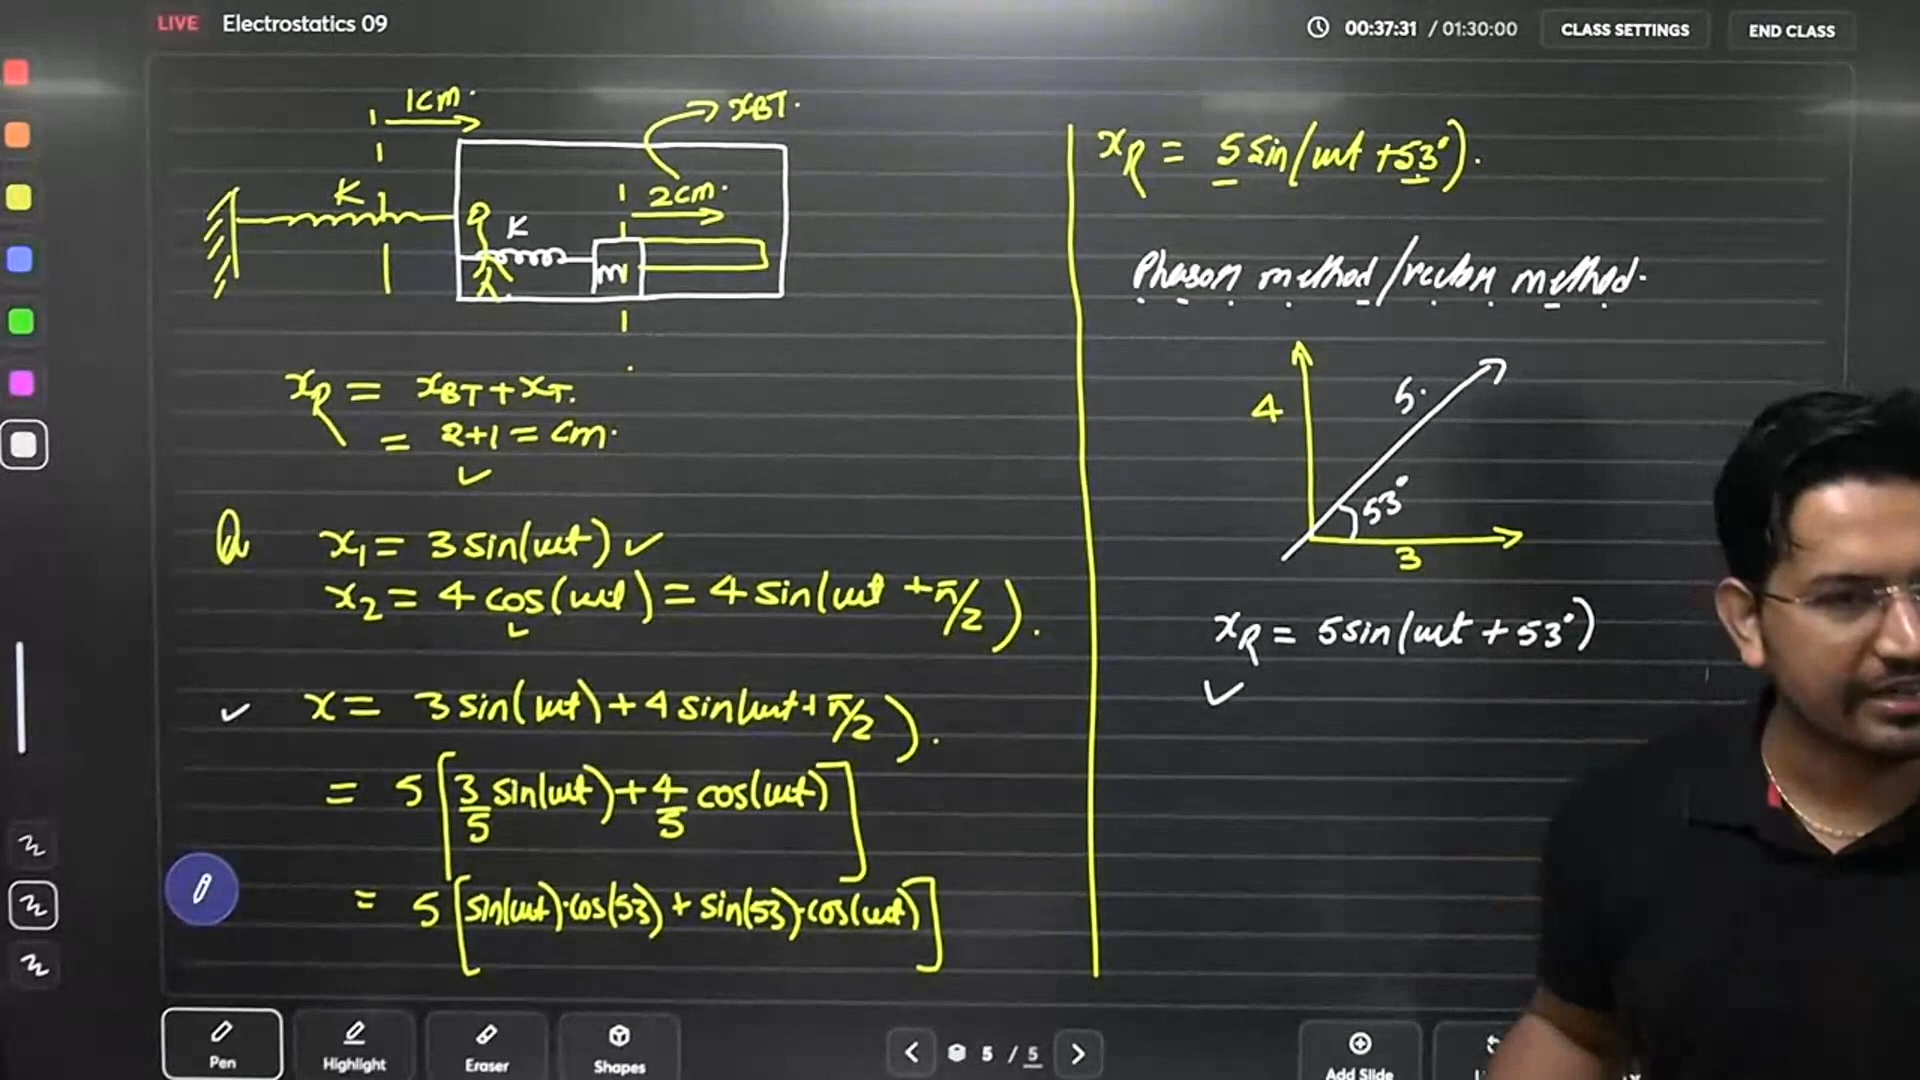 LIVE Electrostatics 09
00:37:31 / 01:30:00 CLASS SETTINGS END CLASS
1cm.
xBT.
K
2cm.
K
m
xR = xBT + xT.
= 2+1 = cm.
Q x₁ = 3 sin(ωt) ✓
x₂ = 4 cos(ωt) = 4 sin(ωt + π/2).
✓ x = 3 sin(ωt) + 4 sin(ωt + π/2).
= 5 [3/5 sin(ωt) + 4/5 cos(ωt)]
= 5 [sin(ωt)·cos(53) + sin(53)·cos(ωt)]
xR = 5 sin(ωt + 53°).
Phasor method/vector method.
4
5.
53°
3
xR = 5 sin(ωt + 53°)
✓
Pen Highlight Eraser Shapes
5 / 5
Add Slide